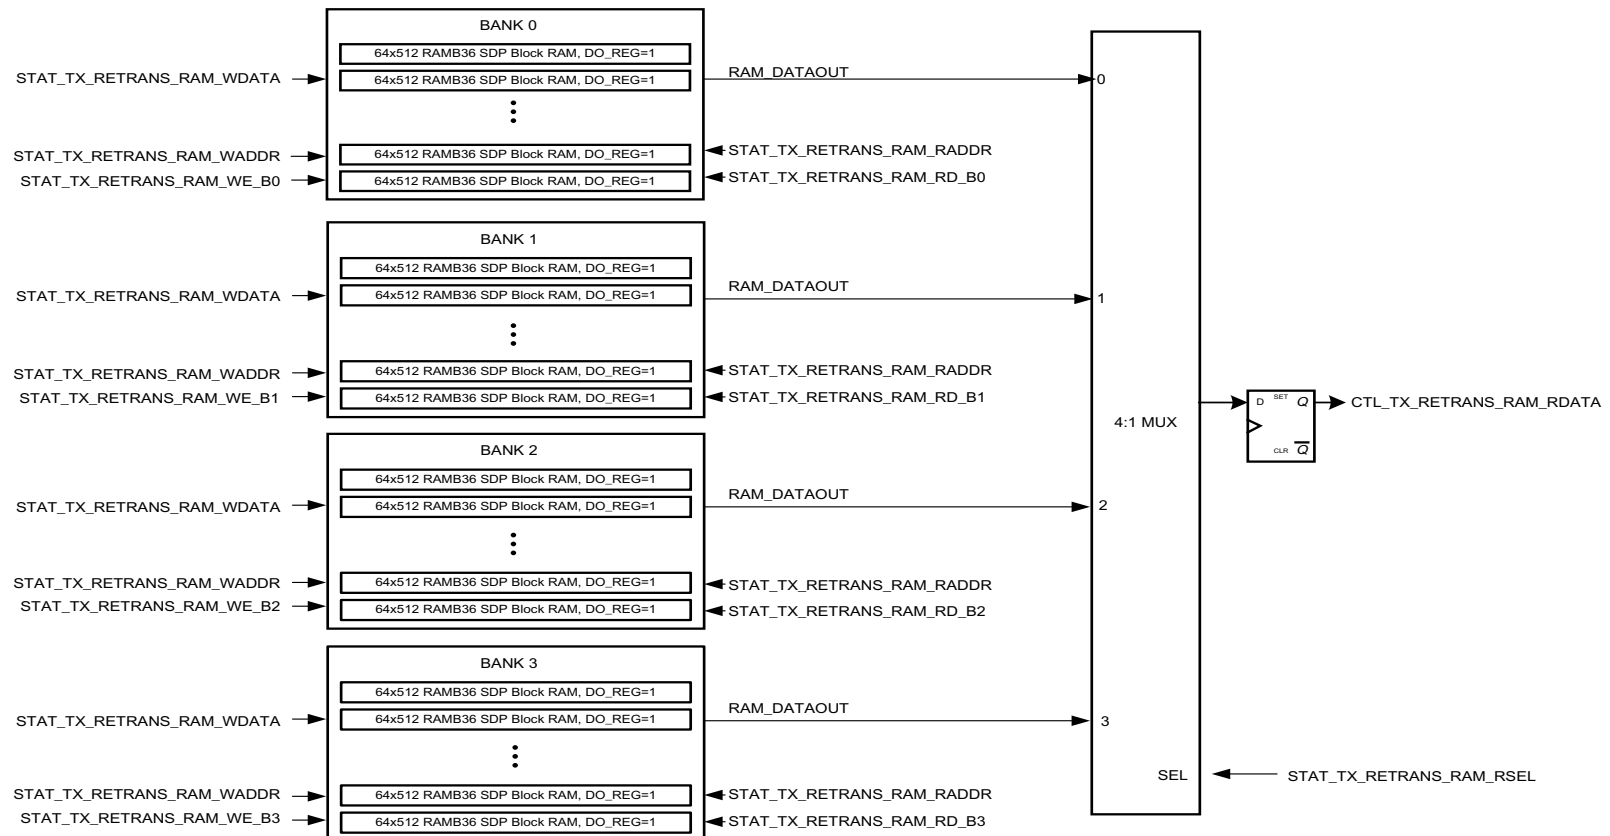 BANK 0
64x512 RAMB36 SDP Block RAM, DO_REG=1
STAT_TX_RETRANS_RAM_WDATA
64x512 RAMB36 SDP Block RAM, DO_REG=1
RAM_DATAOUT
0
STAT_TX_RETRANS_RAM_WADDR
64x512 RAMB36 SDP Block RAM, DO_REG=1
STAT_TX_RETRANS_RAM_RADDR
STAT_TX_RETRANS_RAM_WE_B0
64x512 RAMB36 SDP Block RAM, DO_REG=1
STAT_TX_RETRANS_RAM_RD_B0
BANK 1
64x512 RAMB36 SDP Block RAM, DO_REG=1
STAT_TX_RETRANS_RAM_WDATA
64x512 RAMB36 SDP Block RAM, DO_REG=1
RAM_DATAOUT
1
STAT_TX_RETRANS_RAM_WADDR
64x512 RAMB36 SDP Block RAM, DO_REG=1
STAT_TX_RETRANS_RAM_RADDR
STAT_TX_RETRANS_RAM_WE_B1
64x512 RAMB36 SDP Block RAM, DO_REG=1
STAT_TX_RETRANS_RAM_RD_B1
4:1 MUX
D SET Q
CLR Q
CTL_TX_RETRANS_RAM_RDATA
BANK 2
64x512 RAMB36 SDP Block RAM, DO_REG=1
STAT_TX_RETRANS_RAM_WDATA
64x512 RAMB36 SDP Block RAM, DO_REG=1
RAM_DATAOUT
2
STAT_TX_RETRANS_RAM_WADDR
64x512 RAMB36 SDP Block RAM, DO_REG=1
STAT_TX_RETRANS_RAM_RADDR
STAT_TX_RETRANS_RAM_WE_B2
64x512 RAMB36 SDP Block RAM, DO_REG=1
STAT_TX_RETRANS_RAM_RD_B2
BANK 3
64x512 RAMB36 SDP Block RAM, DO_REG=1
STAT_TX_RETRANS_RAM_WDATA
64x512 RAMB36 SDP Block RAM, DO_REG=1
RAM_DATAOUT
3
SEL
STAT_TX_RETRANS_RAM_RSEL
STAT_TX_RETRANS_RAM_WADDR
64x512 RAMB36 SDP Block RAM, DO_REG=1
STAT_TX_RETRANS_RAM_RADDR
STAT_TX_RETRANS_RAM_WE_B3
64x512 RAMB36 SDP Block RAM, DO_REG=1
STAT_TX_RETRANS_RAM_RD_B3